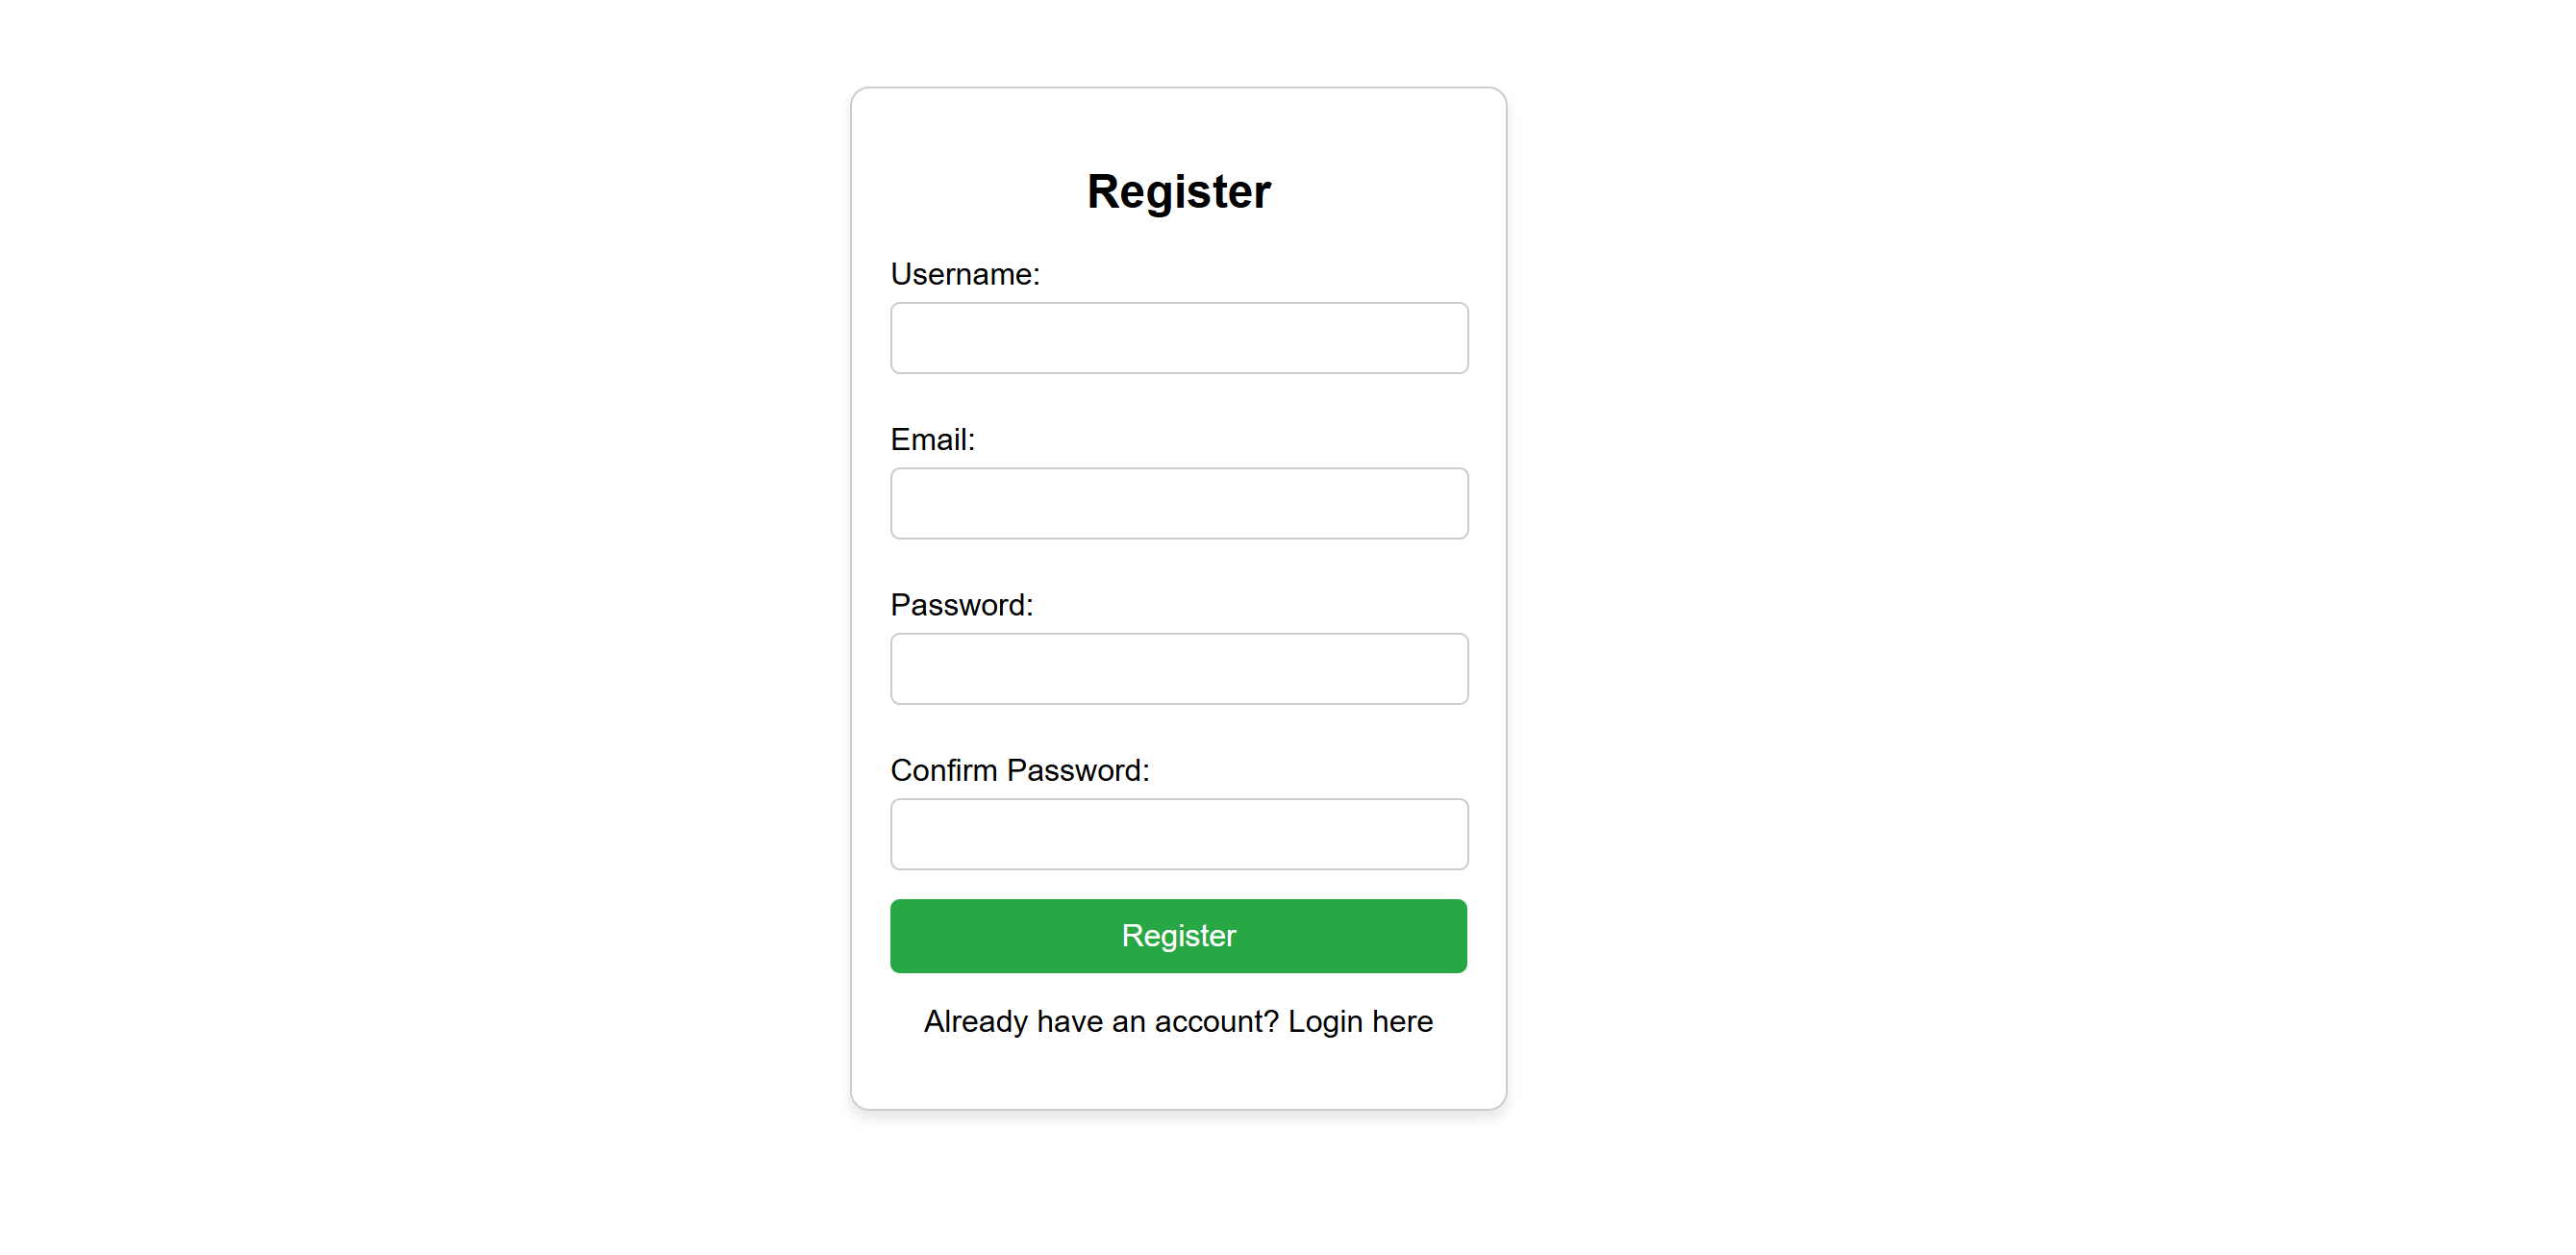 Register
Username:
Email:
Password:
Confirm Password:
Register
Already have an account? Login here